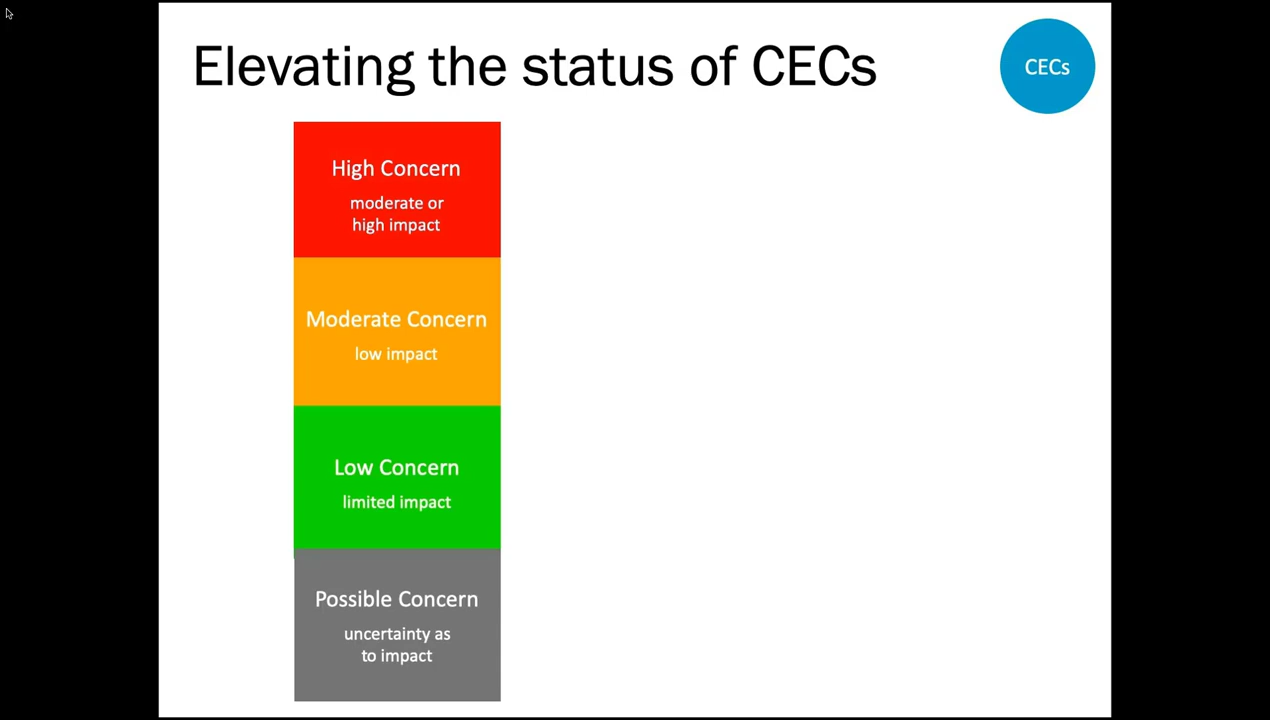 Elevating the status of CECs
CECs
High Concern
moderate or
high impact
Moderate Concern
low impact
Low Concern
limited impact
Possible Concern
uncertainty as
to impact